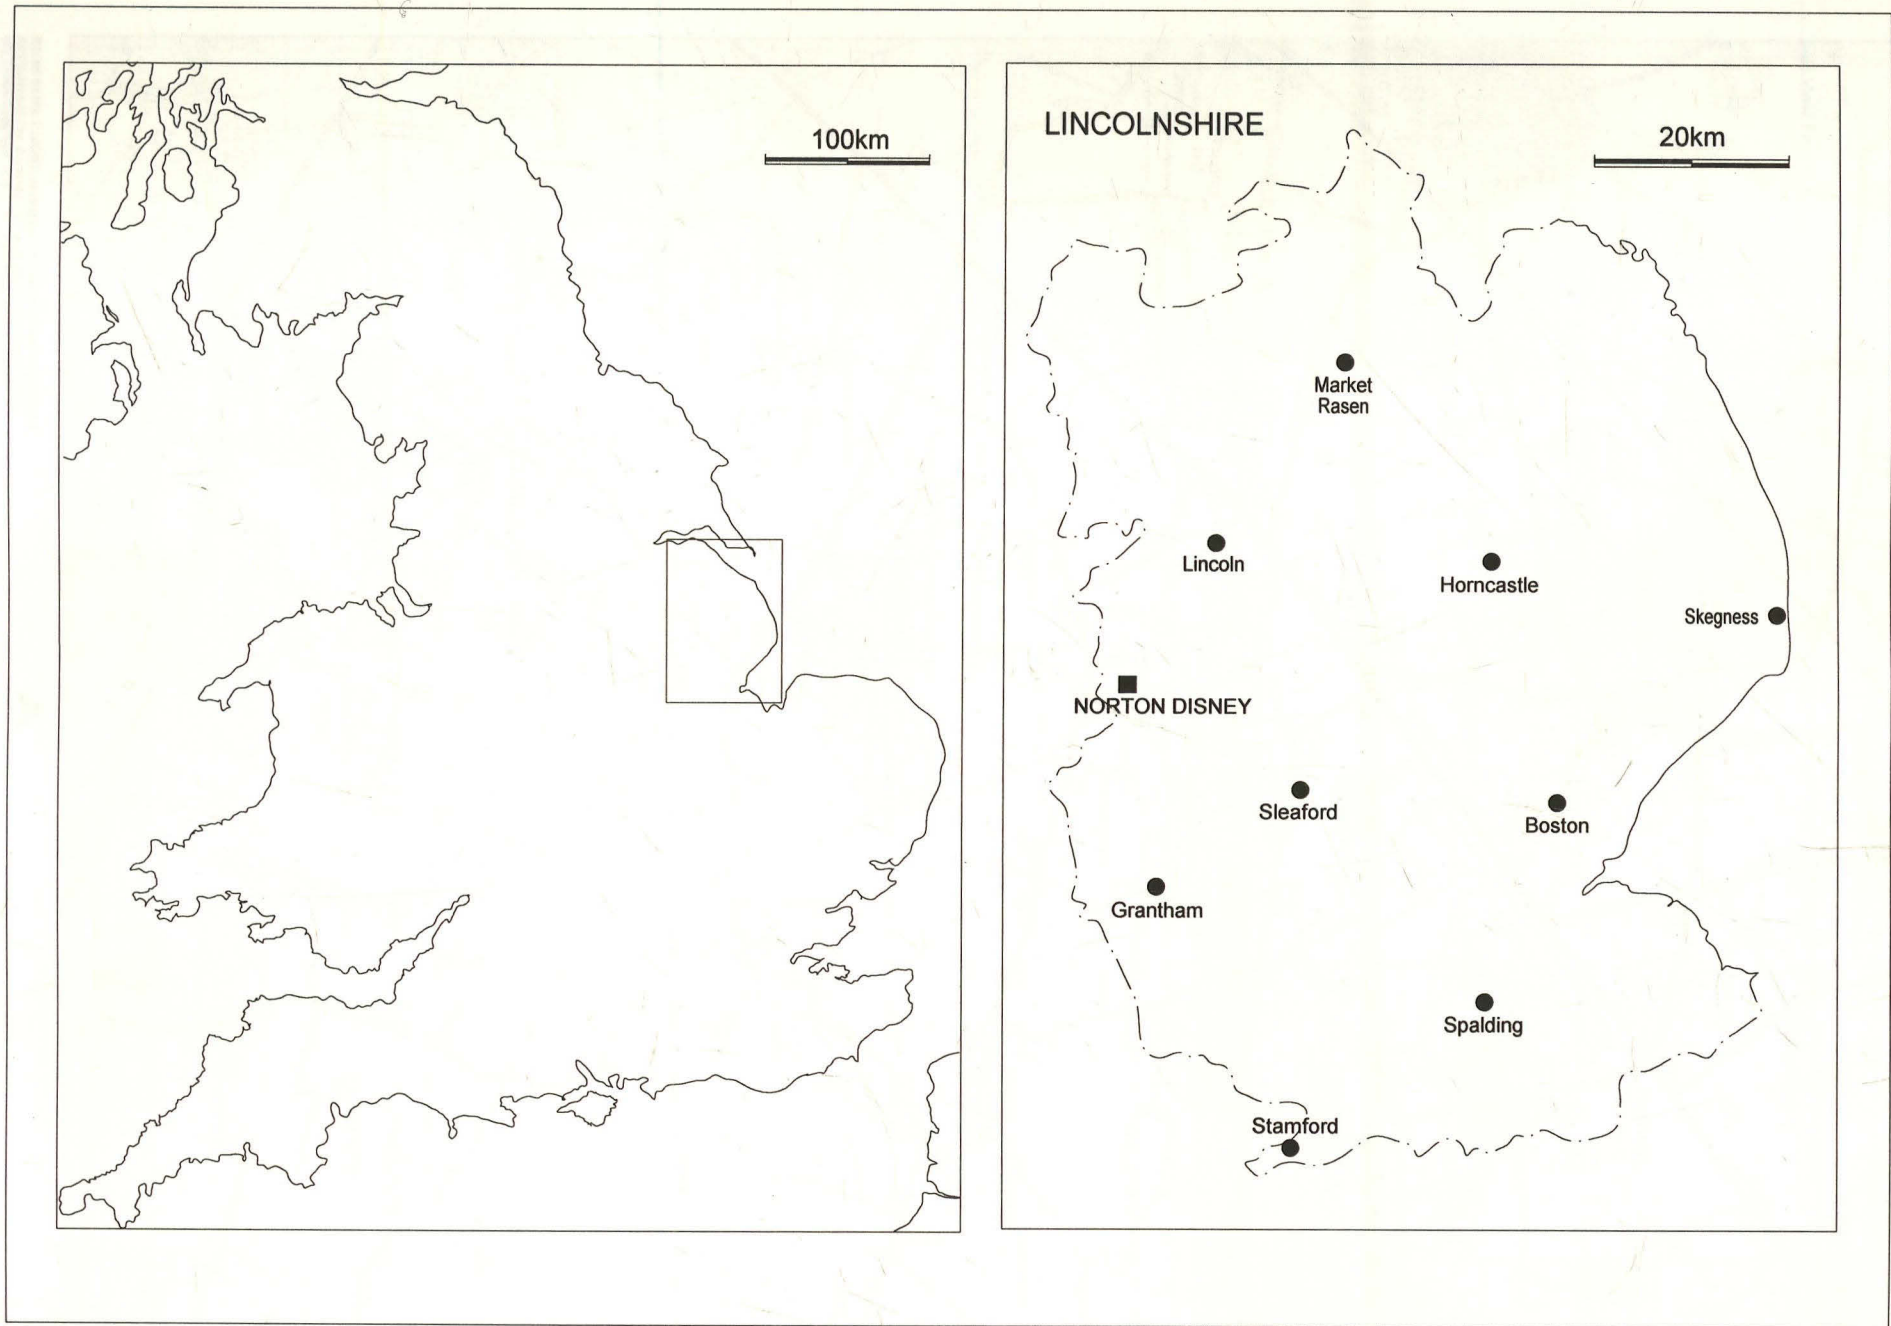 100km
LINCOLNSHIRE
20km
Market
Rasen
Lincoln
Horncastle
Skegness
NORTON DISNEY
Sleaford
Boston
Grantham
Spalding
Stamford